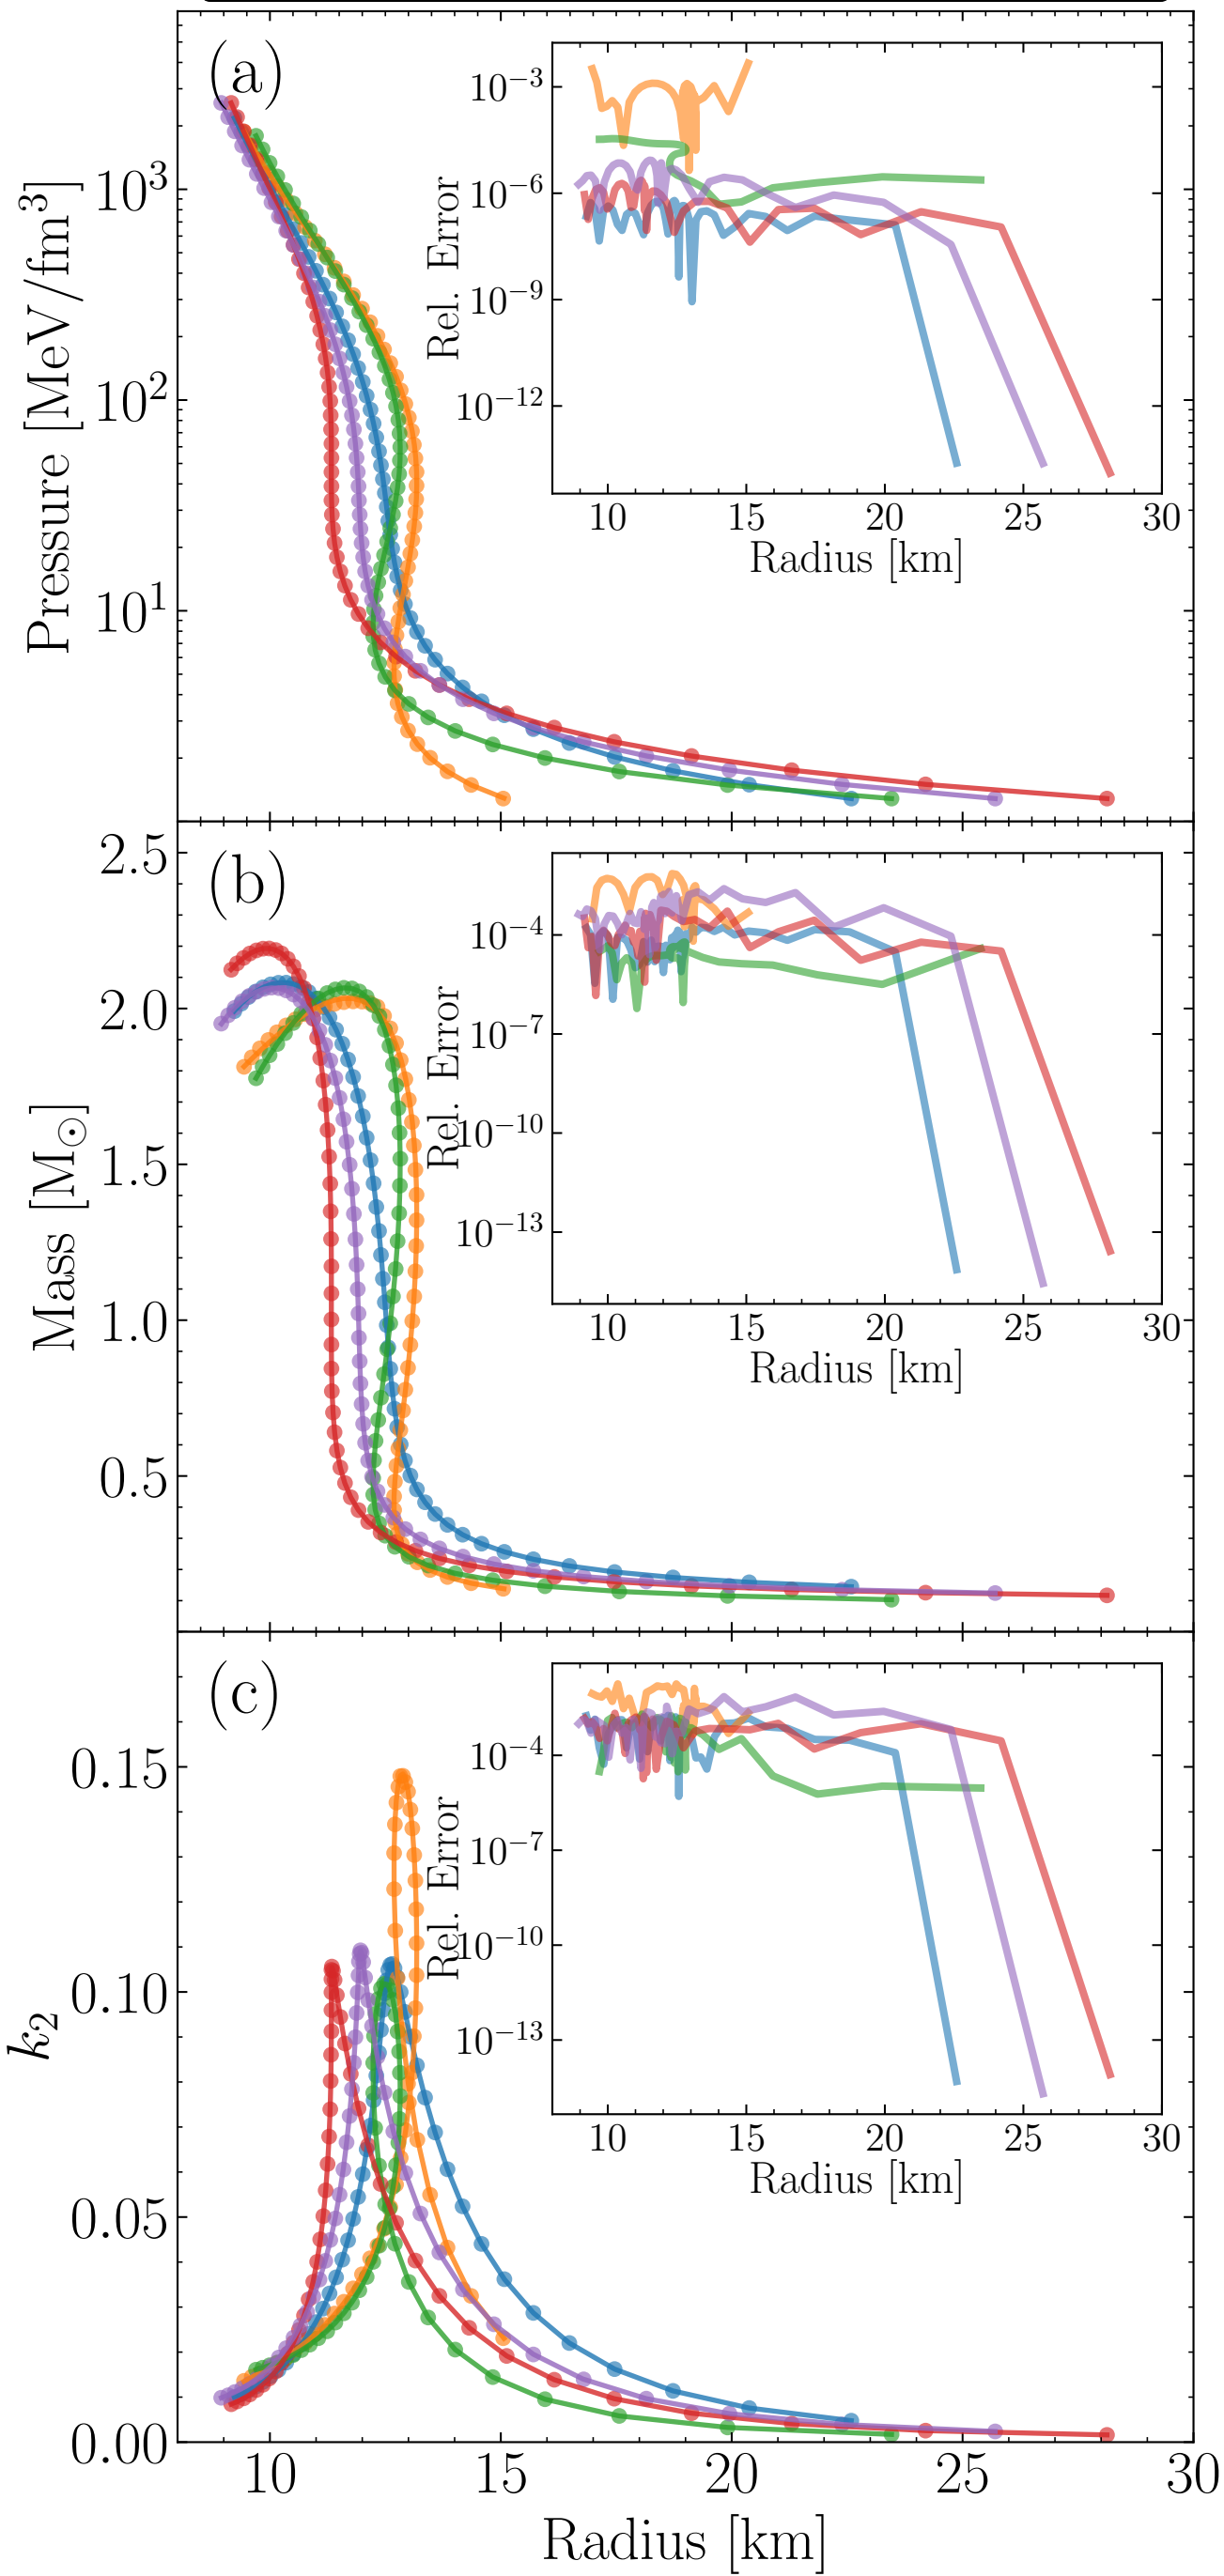 (a)
Pressure [MeV/fm³]
10³
10²
10¹
Rel. Error
10⁻³
10⁻⁶
10⁻⁹
10⁻¹²
10 15 20 25 30
Radius [km]
(b)
Mass [M⊙]
2.5
2.0
1.5
1.0
0.5
Rel. Error
10⁻⁴
10⁻⁷
10⁻¹⁰
10⁻¹³
10 15 20 25 30
Radius [km]
(c)
k₂
0.15
0.10
0.05
0.00
Rel. Error
10⁻⁴
10⁻⁷
10⁻¹⁰
10⁻¹³
10 15 20 25 30
Radius [km]
10 15 20 25 30
Radius [km]